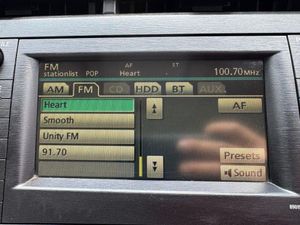 FM AF ST
stationlist POP Heart 100.70MHz
AM FM CD HDD BT AUX
Heart AF
Smooth
Unity FM
91.70 Presets
Sound